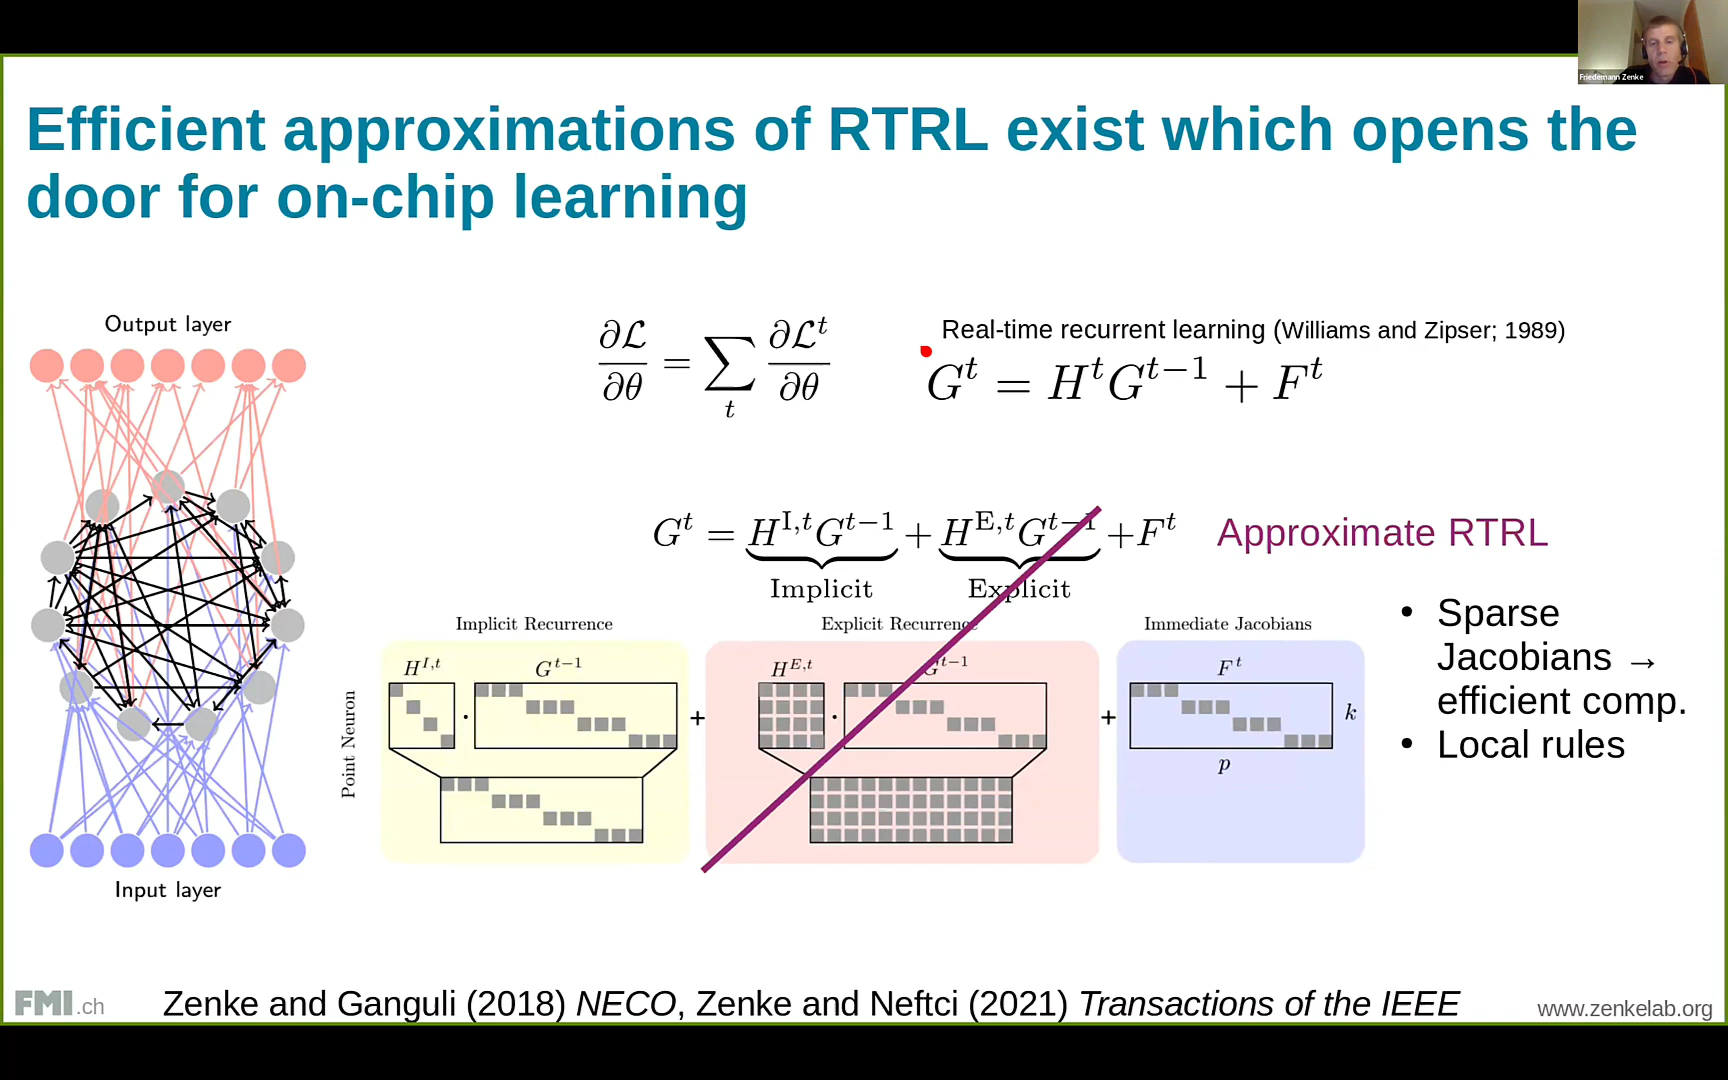 Friedemann Zenke
Efficient approximations of RTRL exist which opens the
door for on-chip learning
Output layer
Input layer
∂ℒ/∂θ = ∑_t ∂ℒ^t/∂θ
Real-time recurrent learning (Williams and Zipser; 1989)
G^t = H^t G^{t−1} + F^t
G^t = H^{I,t} G^{t−1} + H^{E,t} G^{t−1} + F^t
Implicit
Explicit
Approximate RTRL
Point Neuron
Implicit Recurrence
H^{I,t} · G^{t−1}
+
Explicit Recurrence
H^{E,t} · G^{t−1}
+
Immediate Jacobians
F^t
k
p
• Sparse
Jacobians →
efficient comp.
• Local rules
FMI.ch
Zenke and Ganguli (2018) NECO, Zenke and Neftci (2021) Transactions of the IEEE
www.zenkelab.org